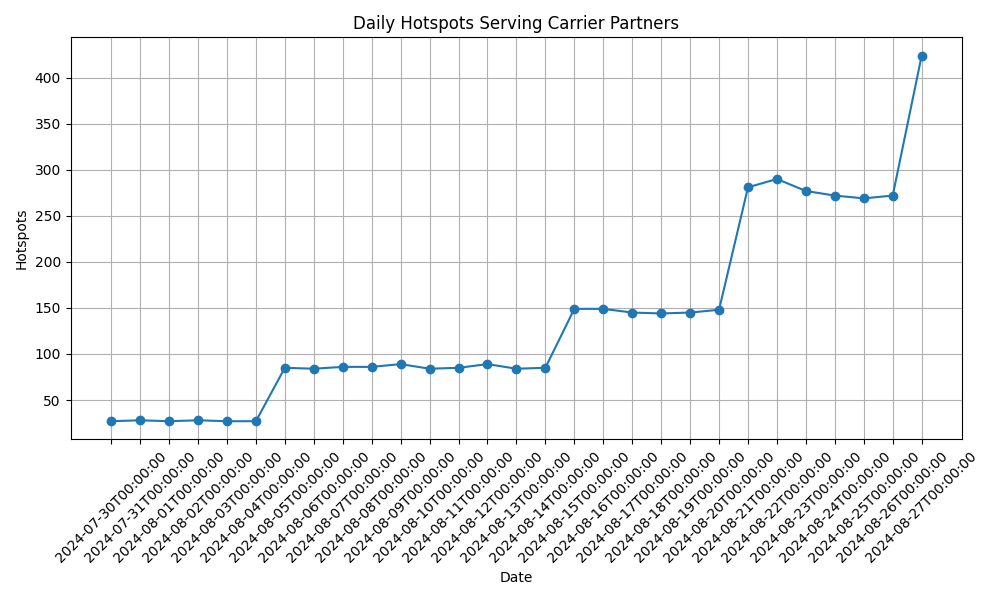 Daily Hotspots Serving Carrier Partners
400
350
300
250
200
150
100
50
Hotspots
2024-07-30T00:00:00
2024-07-31T00:00:00
2024-08-01T00:00:00
2024-08-02T00:00:00
2024-08-03T00:00:00
2024-08-04T00:00:00
2024-08-05T00:00:00
2024-08-06T00:00:00
2024-08-07T00:00:00
2024-08-08T00:00:00
2024-08-09T00:00:00
2024-08-10T00:00:00
2024-08-11T00:00:00
2024-08-12T00:00:00
2024-08-13T00:00:00
2024-08-14T00:00:00
2024-08-15T00:00:00
2024-08-16T00:00:00
2024-08-17T00:00:00
2024-08-18T00:00:00
2024-08-19T00:00:00
2024-08-20T00:00:00
2024-08-21T00:00:00
2024-08-22T00:00:00
2024-08-23T00:00:00
2024-08-24T00:00:00
2024-08-25T00:00:00
2024-08-26T00:00:00
2024-08-27T00:00:00
Date